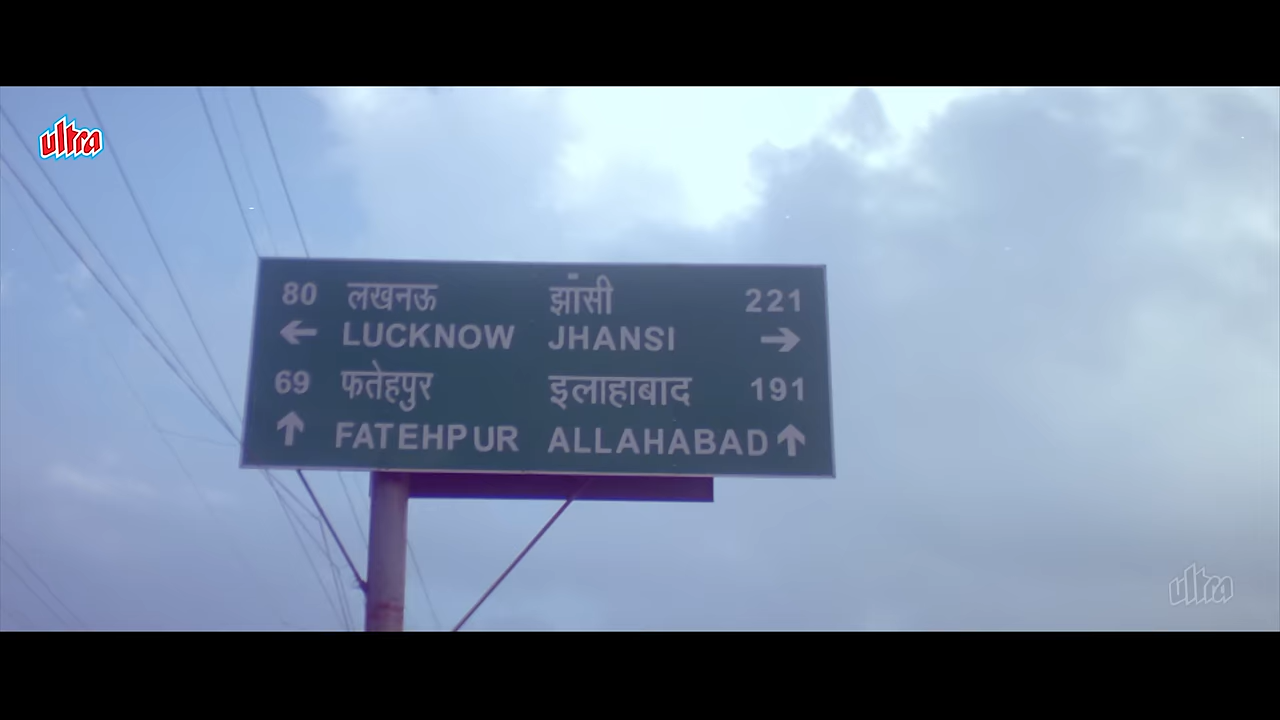 ultra
80 लखनऊ झांसी 221
← LUCKNOW JHANSI →
69 फतेहपुर इलाहाबाद 191
↑ FATEHPUR ALLAHABAD ↑
ultra